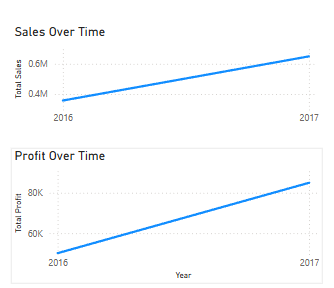 Sales Over Time
Total Sales
0.6M
0.4M
2016 2017
Profit Over Time
Total Profit
80K
60K
2016 2017
Year